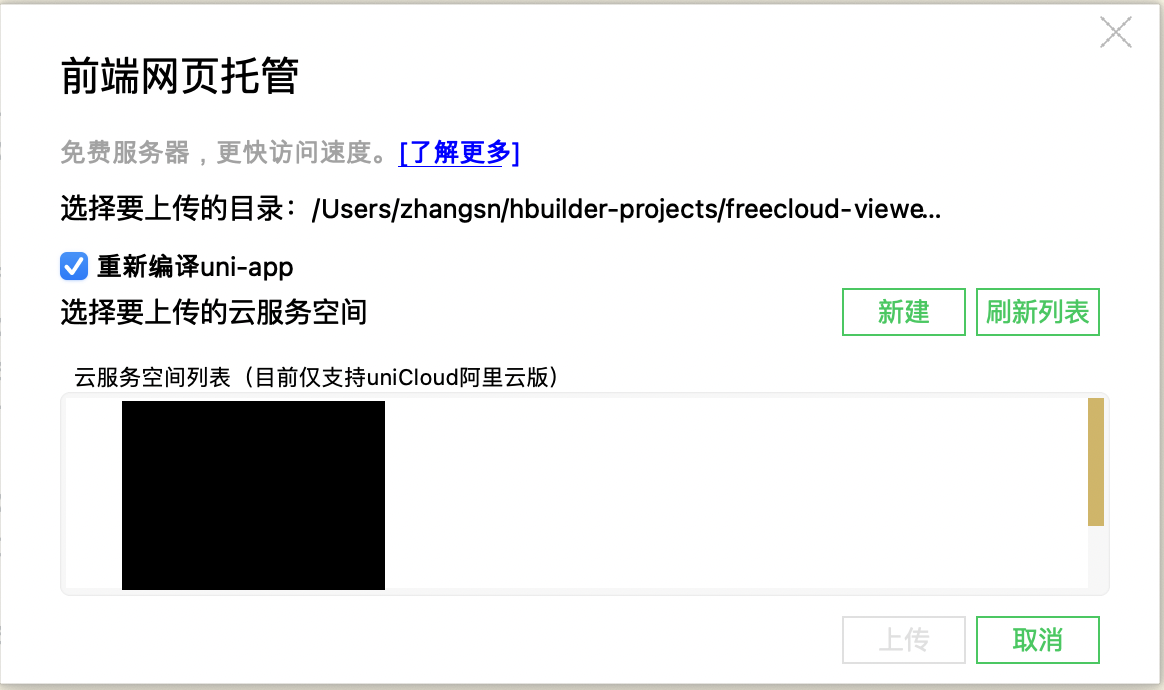 前端网页托管
免费服务器，更快访问速度。[了解更多]
选择要上传的目录：/Users/zhangsn/hbuilder-projects/freecloud-viewe...
重新编译uni-app
选择要上传的云服务空间
新建 刷新列表
云服务空间列表（目前仅支持uniCloud阿里云版）
上传 取消